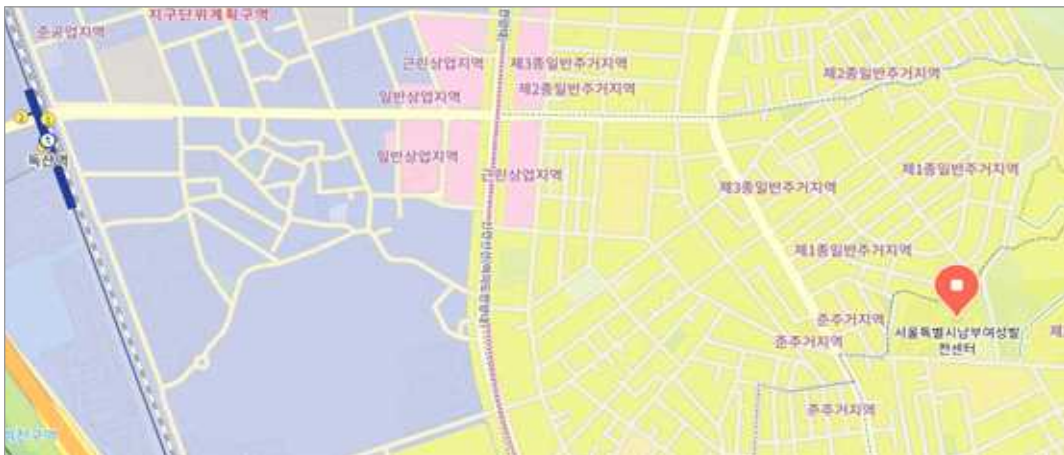 지구단위계획구역
준공업지역
근린상업지역
제3종일반주거지역
제2종일반주거지역
제2종일반주거지역
일반상업지역
2
1
1
독산역
일반상업지역
근린상업지역
제1종일반주거지역
제3종일반주거지역
제1종일반주거지역
준주거지역
준주거지역
서울특별시남부여성발
전센터
준주거지역